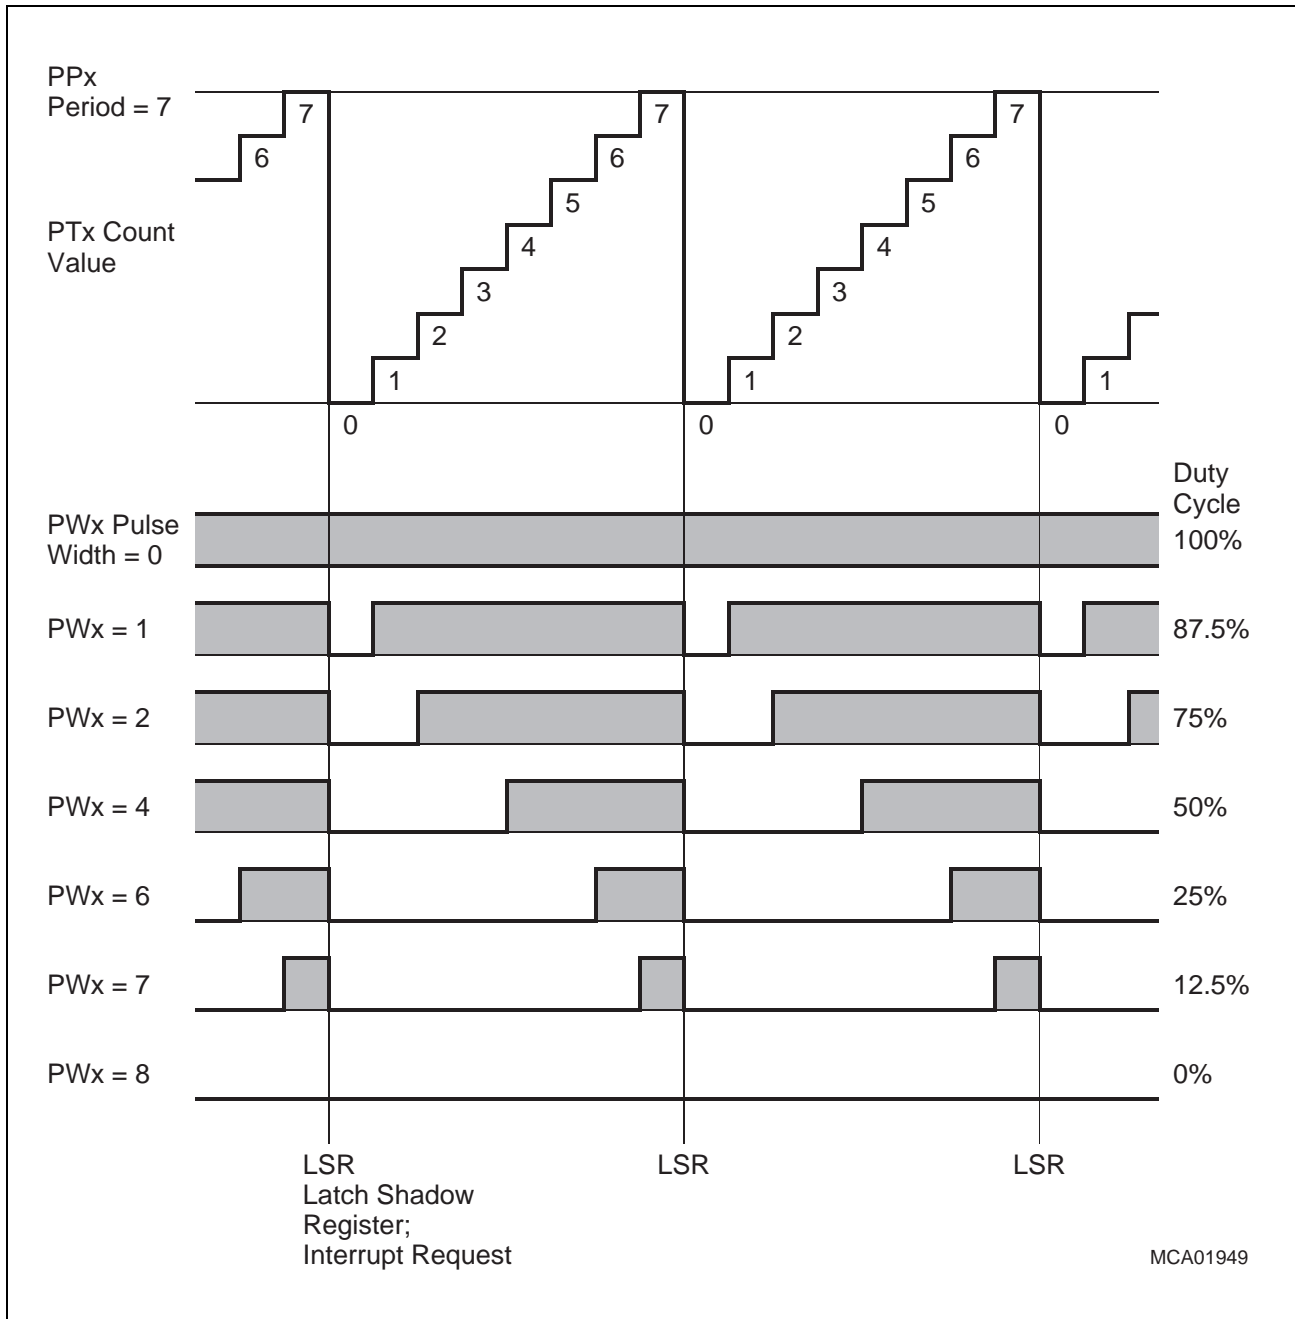 PPx
Period = 7
7
7
7
6
6
6
5
5
PTx Count
Value
4
4
3
3
2
2
1
1
1
0
0
0
Duty
Cycle
PWx Pulse
Width = 0
100%
PWx = 1
87.5%
PWx = 2
75%
PWx = 4
50%
PWx = 6
25%
PWx = 7
12.5%
PWx = 8
0%
LSR
Latch Shadow
Register;
Interrupt Request
LSR
LSR
MCA01949